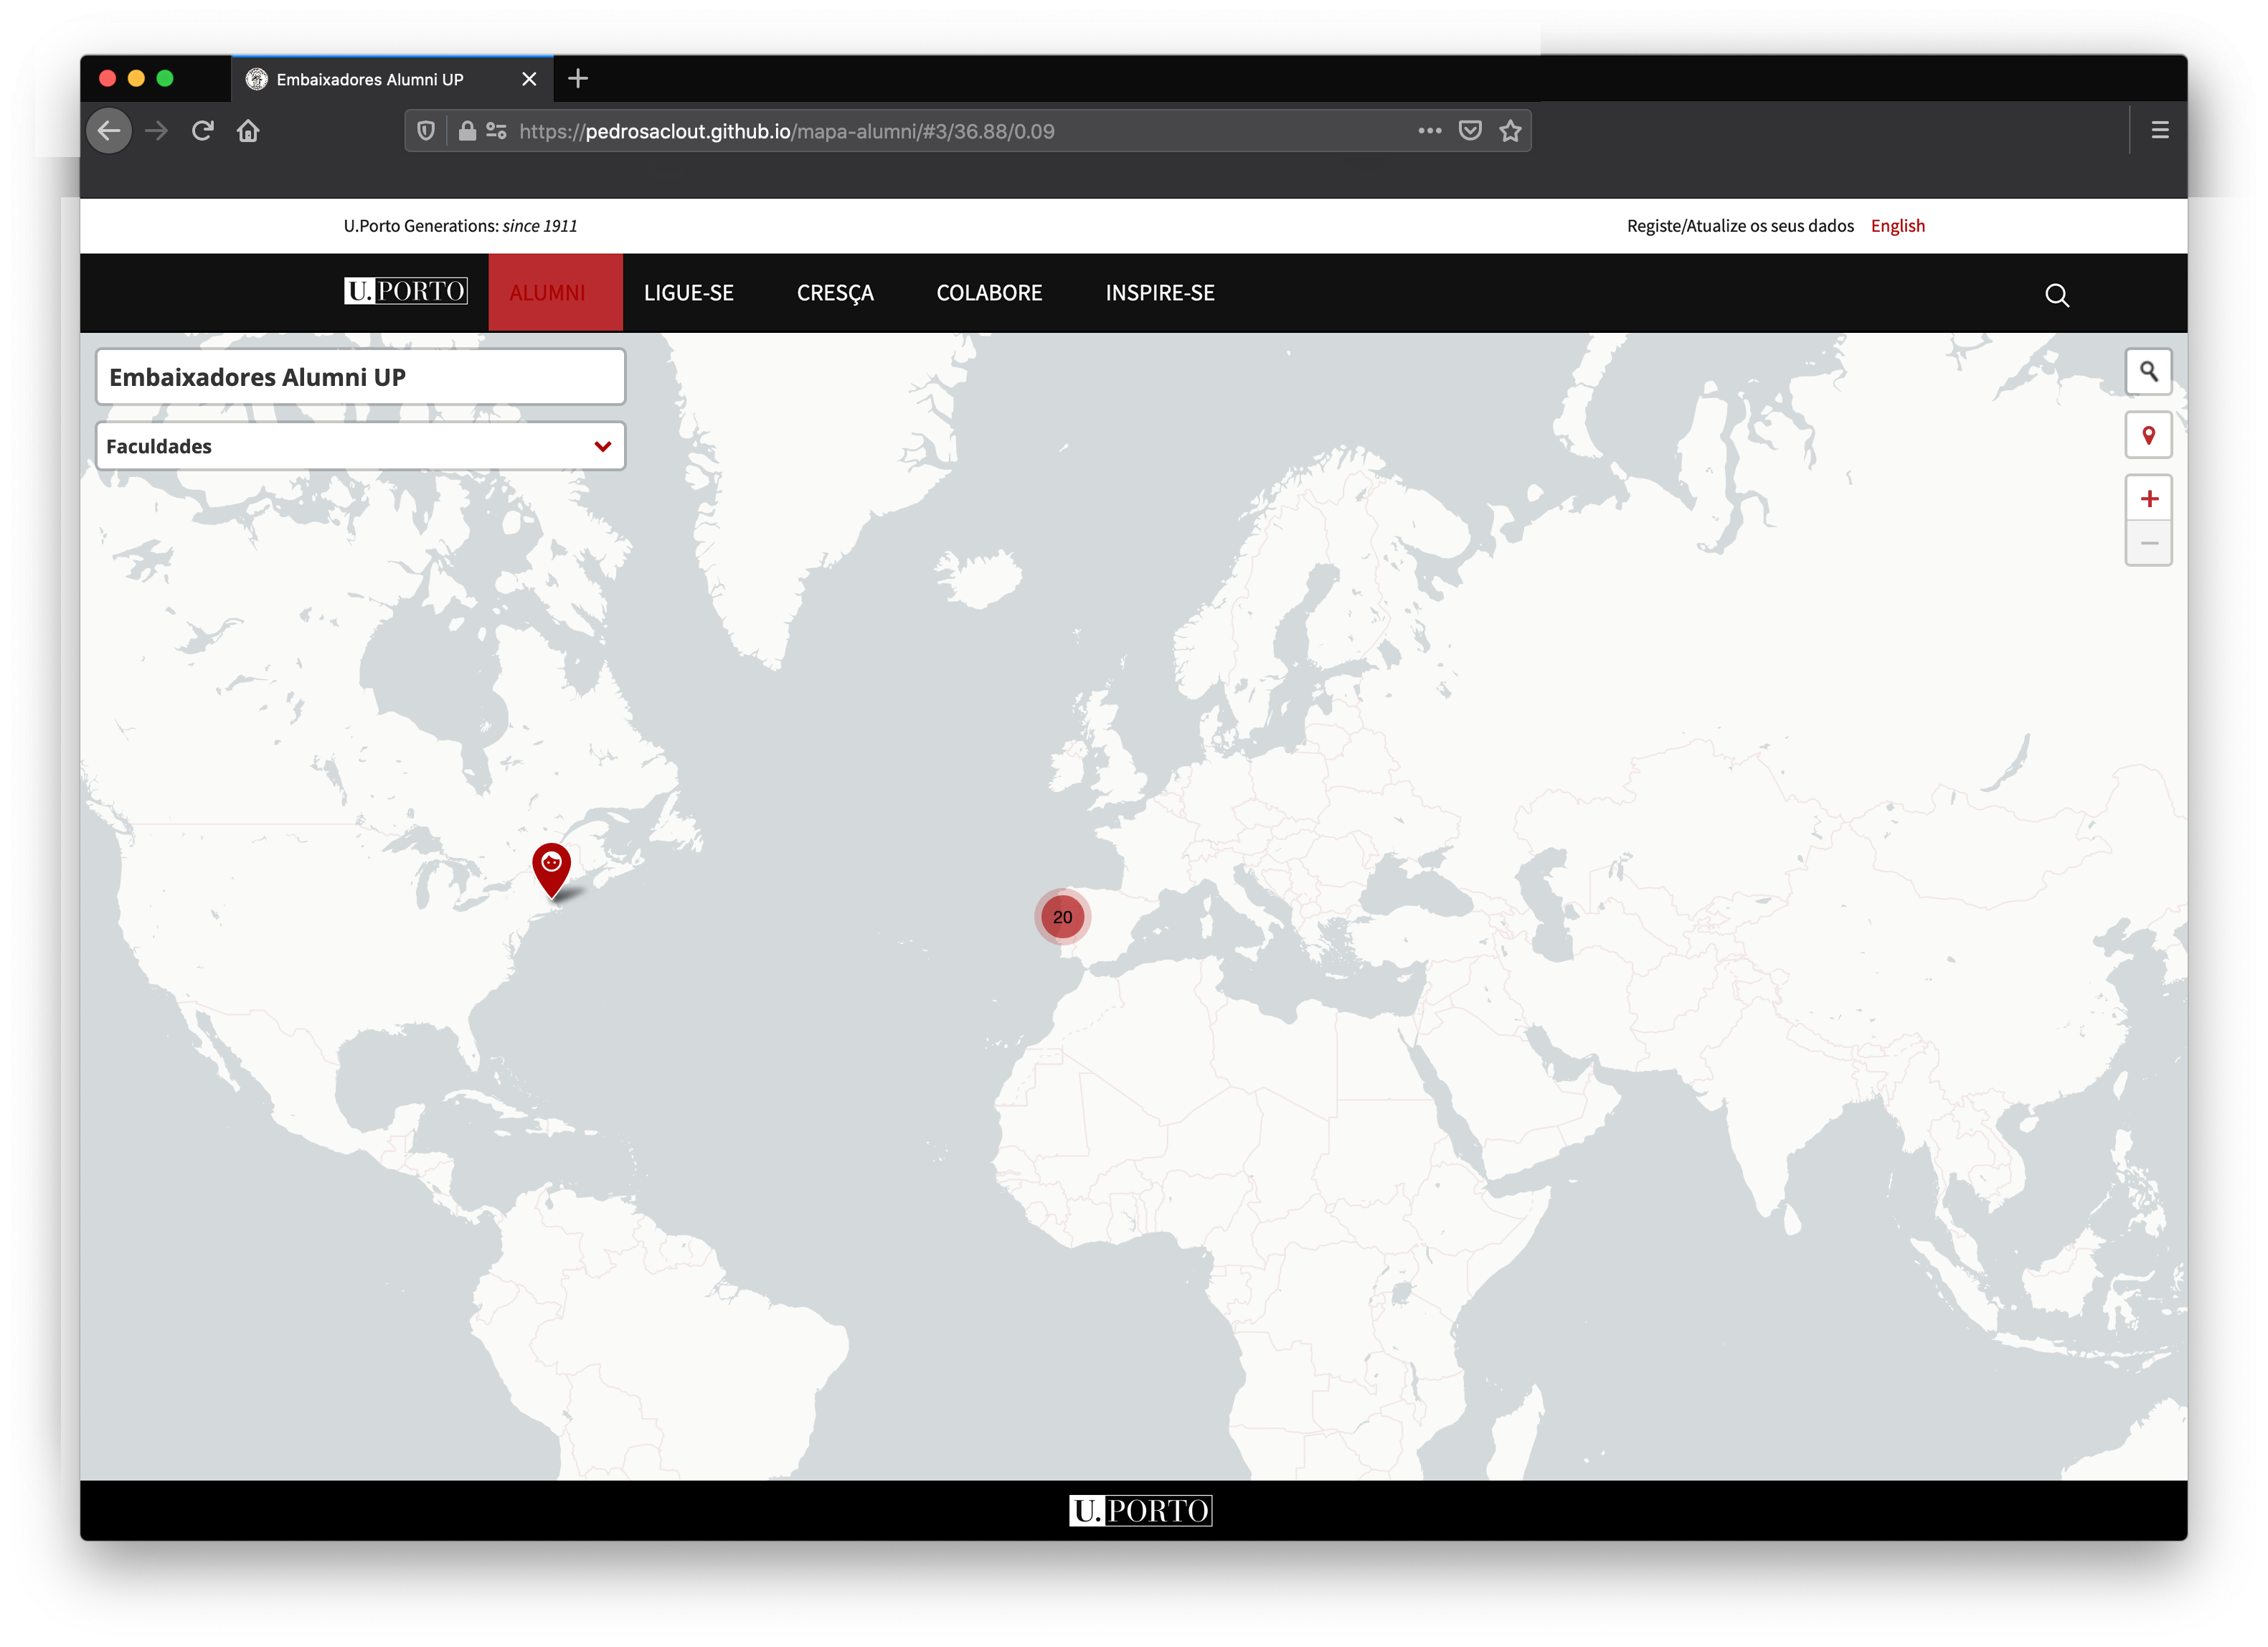 Embaixadores Alumni UP
https://pedrosaclout.github.io/mapa-alumni/#3/36.88/0.09
U.Porto Generations: since 1911
Registe/Atualize os seus dados English
U.PORTO ALUMNI LIGUE-SE CRESÇA COLABORE INSPIRE-SE
Embaixadores Alumni UP
Faculdades
20
U.PORTO